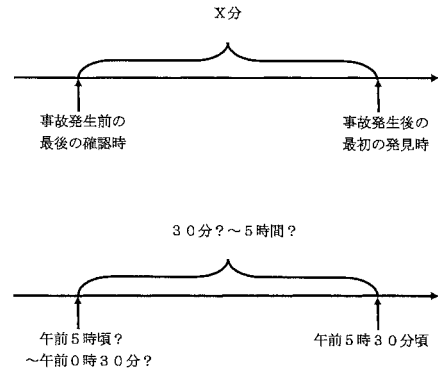 X分
事故発生前の
最後の確認時
事故発生後の
最初の発見時
３０分？～５時間？
午前５時頃？
～午前０時３０分？
午前５時３０分頃